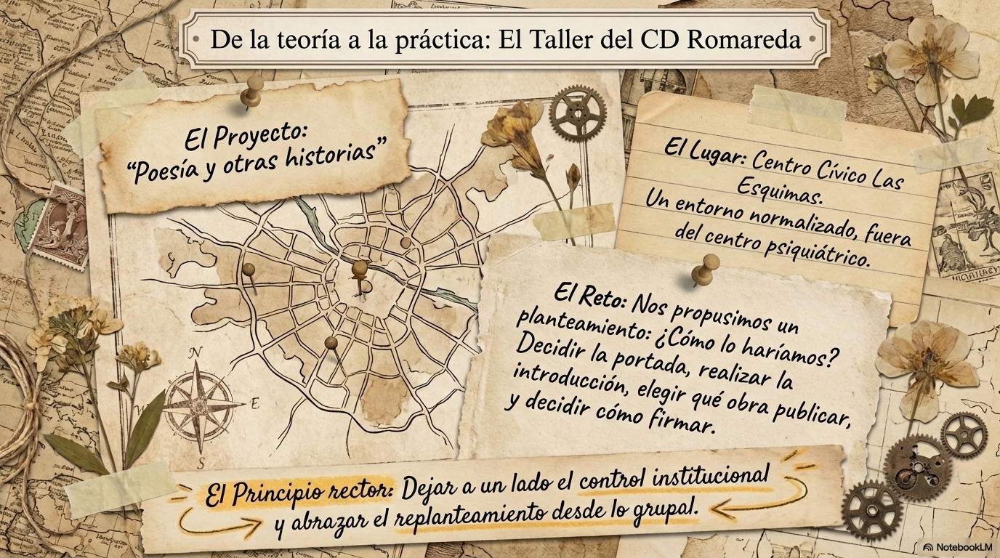 De la teoría a la práctica: El Taller del CD Romareda
El Proyecto:
“Poesía y otras historias”
El Lugar: Centro Cívico Las
Esquimas.
Un entorno normalizado, fuera
del centro psiquiátrico.
El Reto: Nos propusimos un
planteamiento: ¿Cómo lo haríamos?
Decidir la portada, realizar la
introducción, elegir qué obra publicar,
y decidir cómo firmar.
N
E
S
El Principio rector: Dejar a un lado el control institucional
y abrazar el replanteamiento desde lo grupal.
NotebookLM